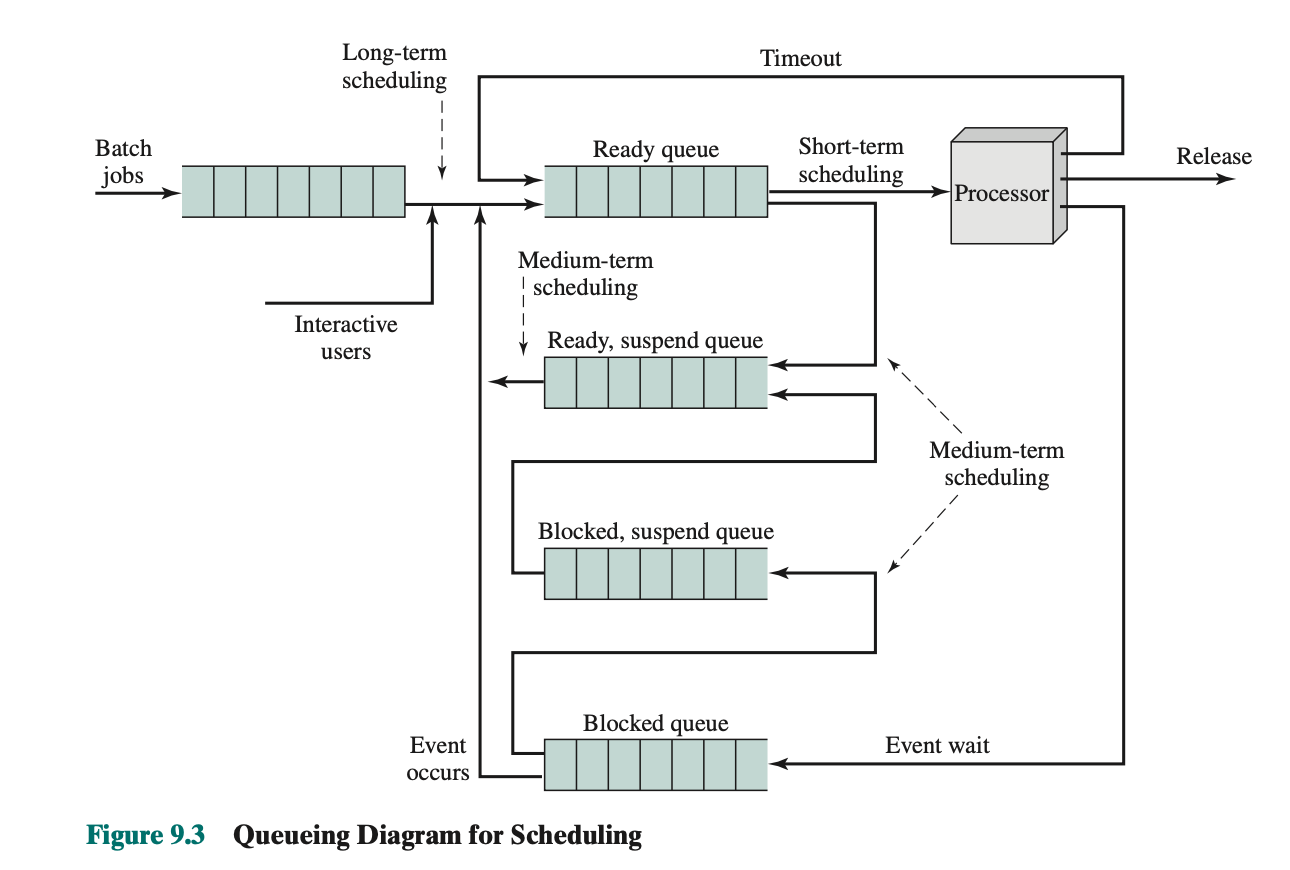 Long-term
scheduling
Timeout
Batch
jobs
Ready queue
Short-term
scheduling
Processor
Release
Interactive
users
Medium-term
scheduling
Ready, suspend queue
Medium-term
scheduling
Blocked, suspend queue
Blocked queue
Event
occurs
Event wait
Figure 9.3 Queueing Diagram for Scheduling